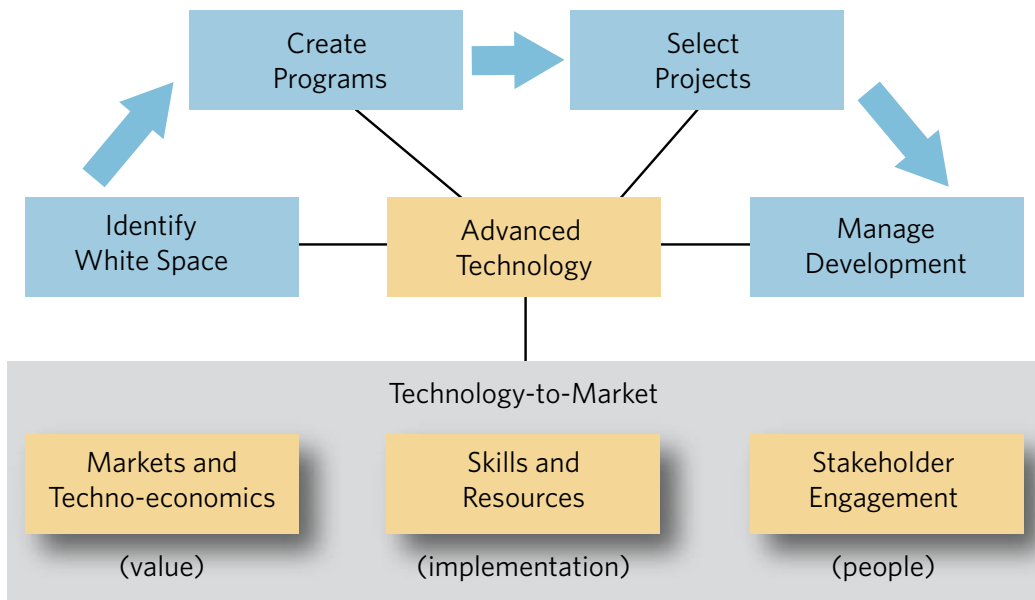 Create
Programs
Select
Projects
Identify
White Space
Advanced
Technology
Manage
Development
Technology-to-Market
Markets and
Techno-economics
Skills and
Resources
Stakeholder
Engagement
(value)
(implementation)
(people)